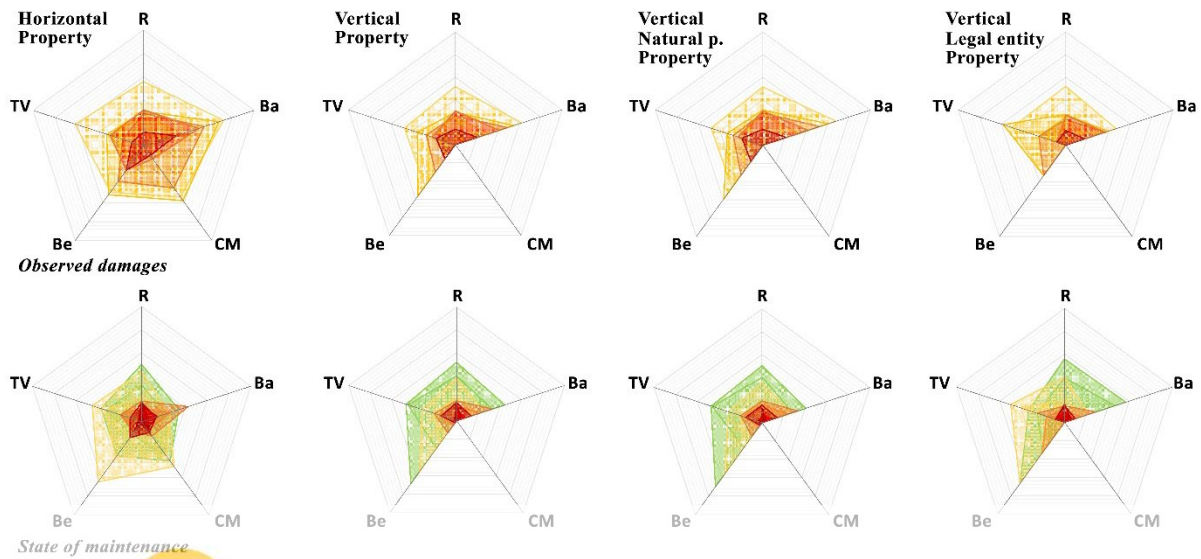 Horizontal
Property
R
TV
Ba
Be
CM
Vertical
Property
R
TV
Ba
Be
CM
Vertical
Natural p.
Property
R
TV
Ba
Be
CM
Vertical
Legal entity
Property
R
TV
Ba
Be
CM
Observed damages
R
TV
Ba
Be
CM
R
TV
Ba
Be
CM
R
TV
Ba
Be
CM
R
TV
Ba
Be
CM
State of maintenance